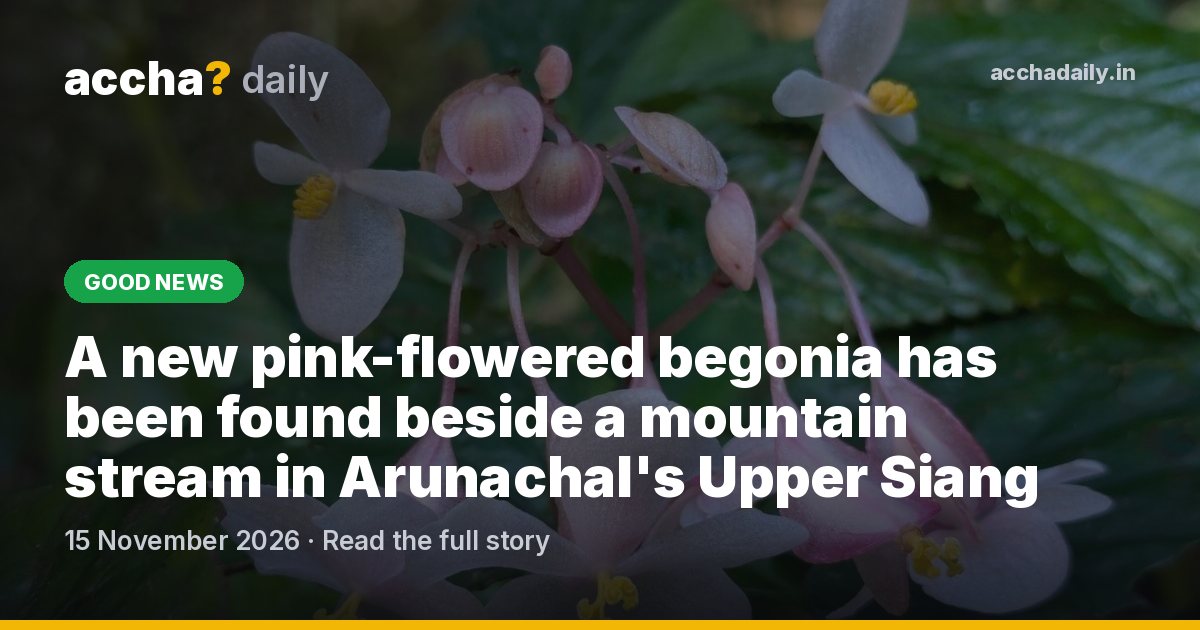 accha? daily
acchadaily.in
GOOD NEWS
A new pink-flowered begonia has
been found beside a mountain
stream in Arunachal's Upper Siang
15 November 2026 · Read the full story